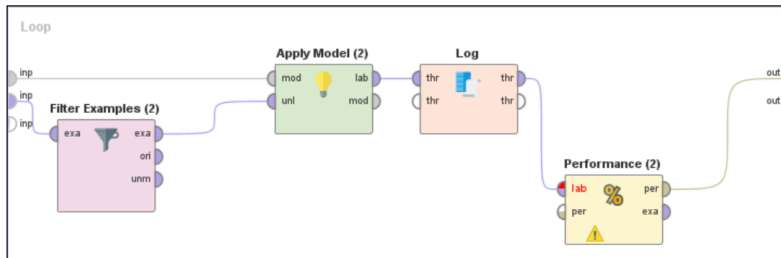 Loop
inp
inp
inp
Filter Examples (2)
exa
exa
ori
unm
Apply Model (2)
mod
lab
unl
mod
Log
thr
thr
thr
thr
Performance (2)
lab
per
%
per
exa
out
out